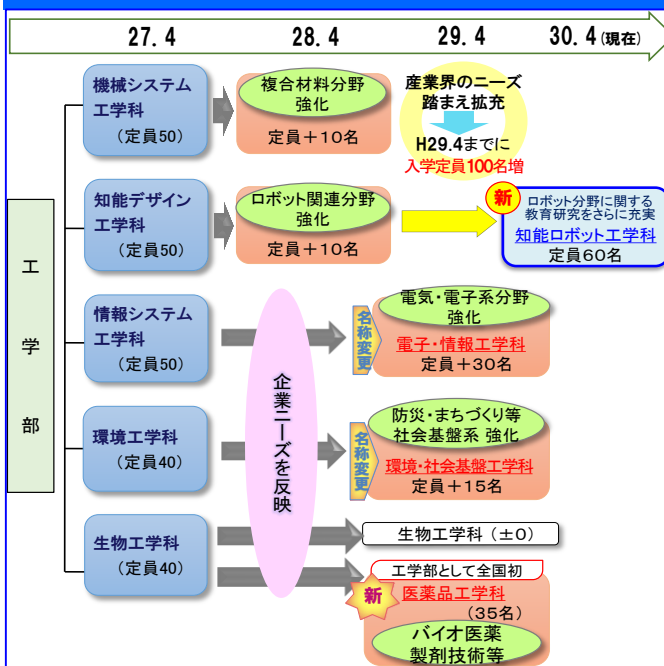 27.4 28.4 29.4 30.4(現在)
工学部
機械システム
工学科
(定員50)
複合材料分野
強化
定員+10名
産業界のニーズ
踏まえ拡充
H29.4までに
入学定員100名増
知能デザイン
工学科
(定員50)
ロボット関連分野
強化
定員+10名
新
ロボット分野に関する
教育研究をさらに充実
知能ロボット工学科
定員60名
情報システム
工学科
(定員50)
企業ニーズを反映
名称変更
電気・電子系分野
強化
電子・情報工学科
定員+30名
環境工学科
(定員40)
名称変更
防災・まちづくり等
社会基盤系 強化
環境・社会基盤工学科
定員+15名
生物工学科
(定員40)
生物工学科(±0)
工学部として全国初
新
医薬品工学科
(35名)
バイオ医薬
製剤技術等